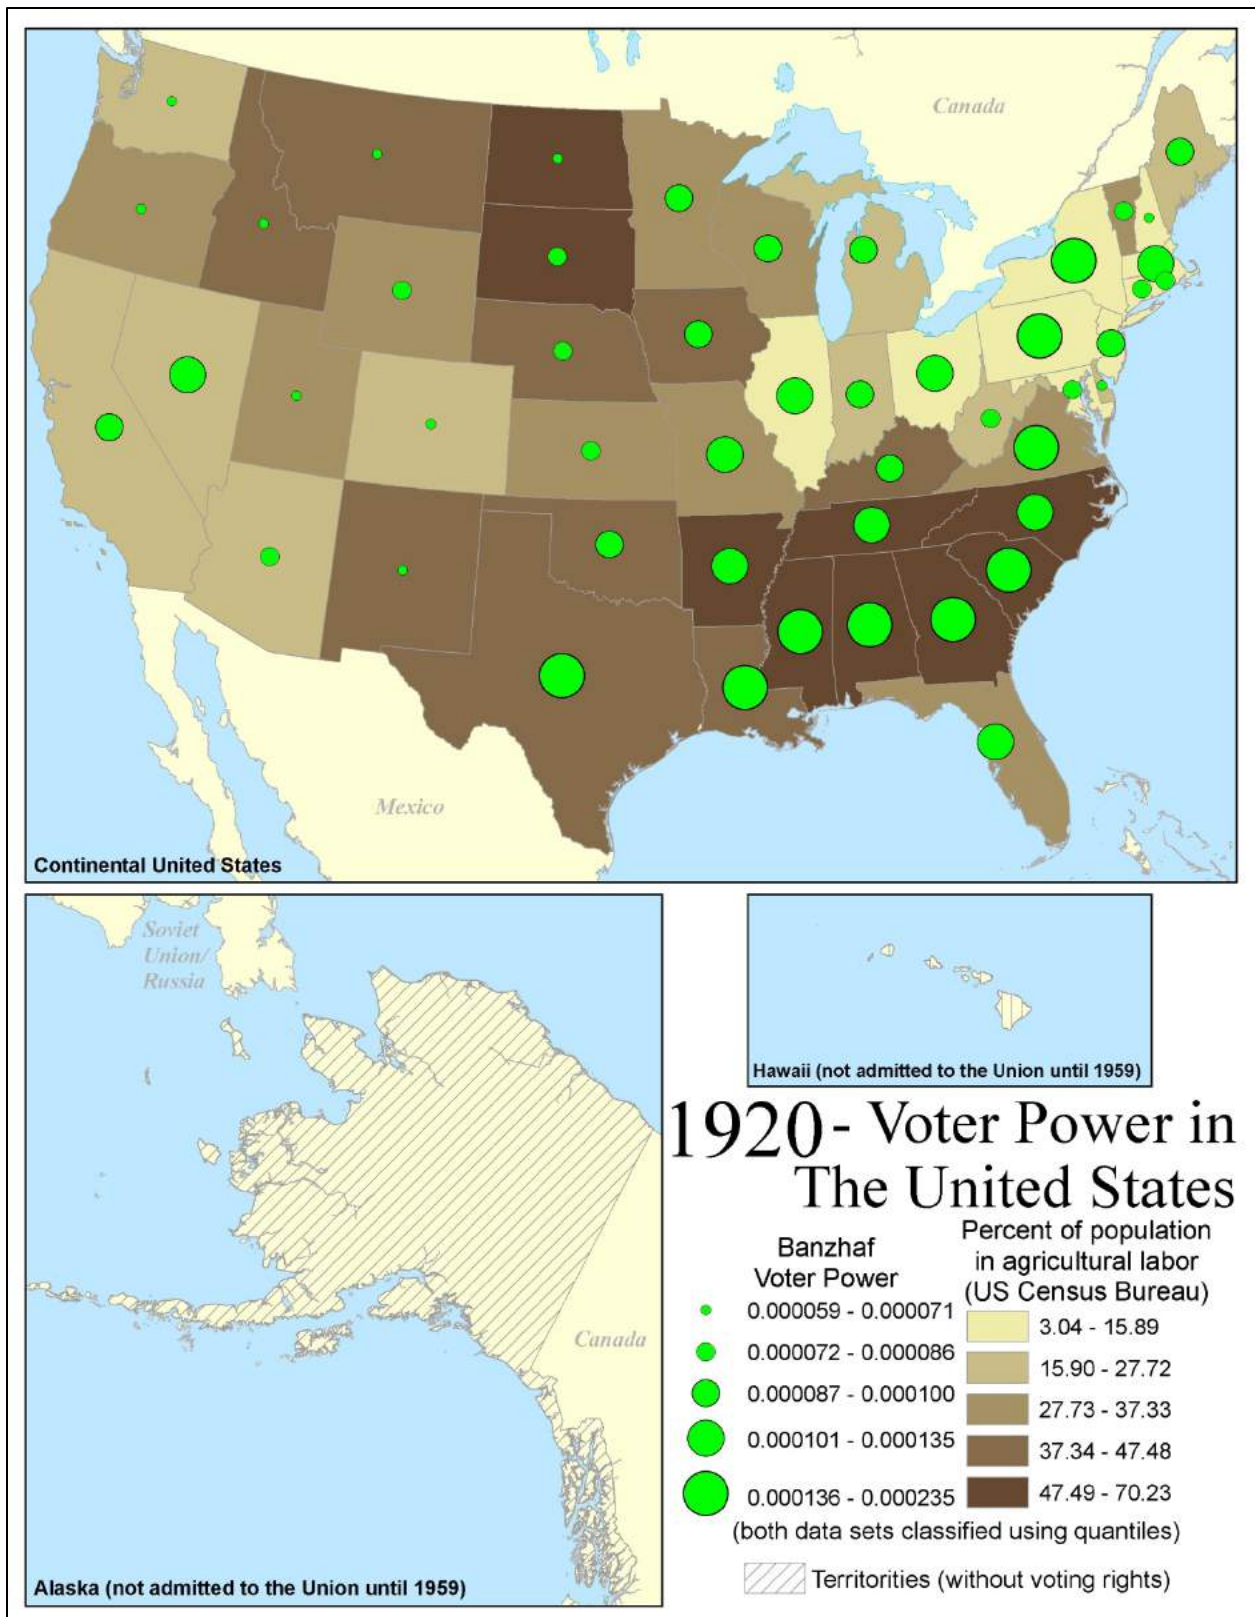 Canada
Mexico
Continental United States
Soviet
Union/
Russia
Canada
Alaska (not admitted to the Union until 1959)
Hawaii (not admitted to the Union until 1959)
1920 - Voter Power in
The United States
Banzhaf
Voter Power
0.000059 - 0.000071
0.000072 - 0.000086
0.000087 - 0.000100
0.000101 - 0.000135
0.000136 - 0.000235
Percent of population
in agricultural labor
(US Census Bureau)
3.04 - 15.89
15.90 - 27.72
27.73 - 37.33
37.34 - 47.48
47.49 - 70.23
(both data sets classified using quantiles)
Territorities (without voting rights)